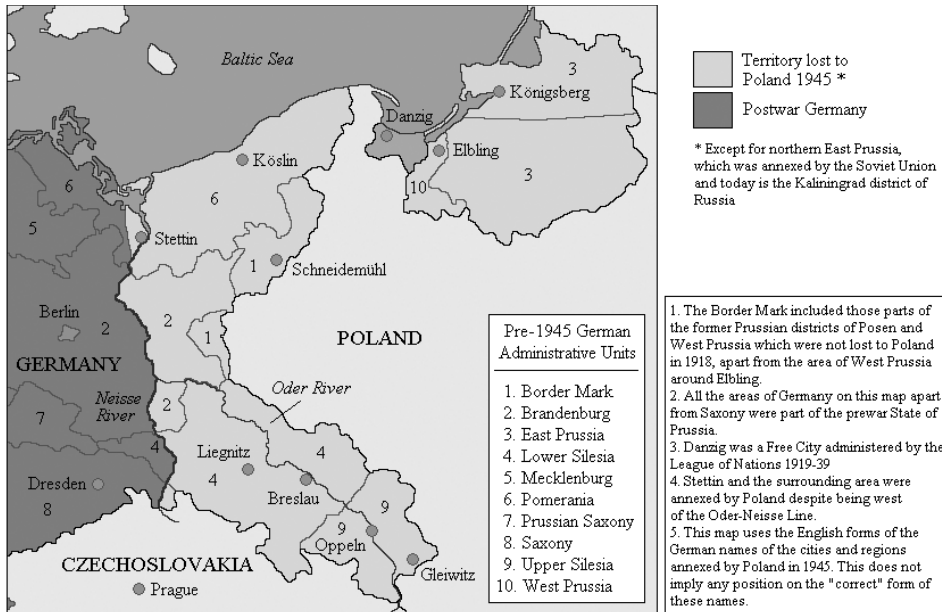 Baltic Sea
3
Königsberg
Danzig
Elbling
10
3
Köslin
6
6
5
Stettin
1
Schneidemühl
Berlin
2
2
1
GERMANY
POLAND
Neisse
River
2
Oder River
7
4
Liegnitz
4
4
Breslau
Dresden
8
9
9
Oppeln
Gleiwitz
CZECHOSLOVAKIA
Prague
Pre-1945 German
Administrative Units
1. Border Mark
2. Brandenburg
3. East Prussia
4. Lower Silesia
5. Mecklenburg
6. Pomerania
7. Prussian Saxony
8. Saxony
9. Upper Silesia
10. West Prussia
Territory lost to
Poland 1945 *
Postwar Germany
* Except for northern East Prussia,
which was annexed by the Soviet Union
and today is the Kaliningrad district of
Russia
1. The Border Mark included those parts of
the former Prussian districts of Posen and
West Prussia which were not lost to Poland
in 1918, apart from the area of West Prussia
around Elbling.
2. All the areas of Germany on this map apart
from Saxony were part of the prewar State of
Prussia.
3. Danzig was a Free City administered by the
League of Nations 1919-39
4. Stettin and the surrounding area were
annexed by Poland despite being west
of the Oder-Neisse Line.
5. This map uses the English forms of the
German names of the cities and regions
annexed by Poland in 1945. This does not
imply any position on the "correct" form of
these names.